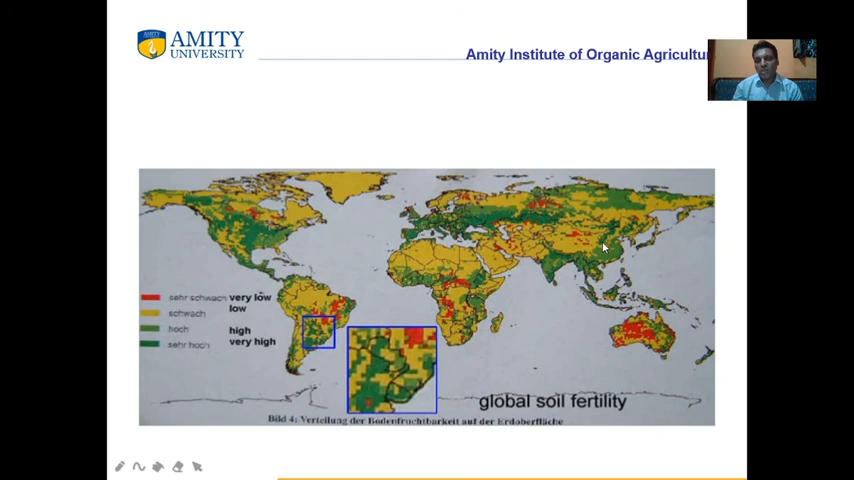 AMITY
UNIVERSITY
Amity Institute of Organic Agricultur
sehr schwach very low
schwach low
hoch high
sehr hoch very high
global soil fertility
Bild 4: Verteilung der Bodenfruchtbarkeit auf der Erdoberfläche